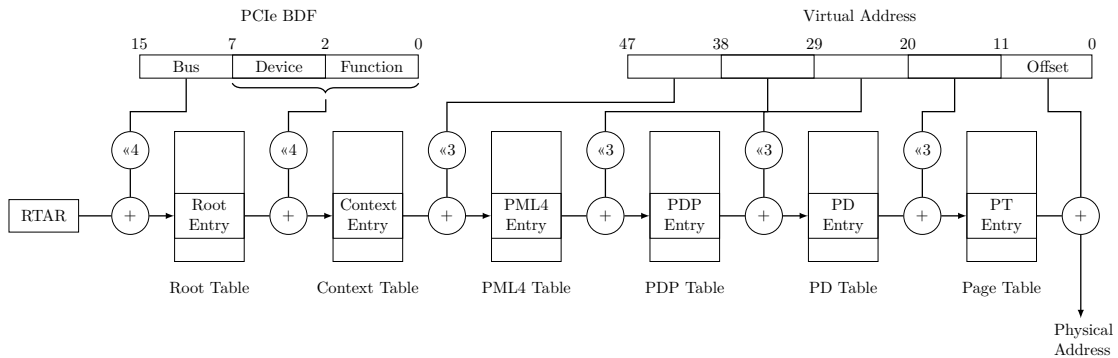 PCIe BDF
Virtual Address
15 7 2 0
47 38 29 20 11 0
Bus Device Function
Offset
«4 «4 «3 «3 «3 «3
RTAR + Root Entry + Context Entry + PML4 Entry + PDP Entry + PD Entry + PT Entry +
Root Table Context Table PML4 Table PDP Table PD Table Page Table
Physical
Address